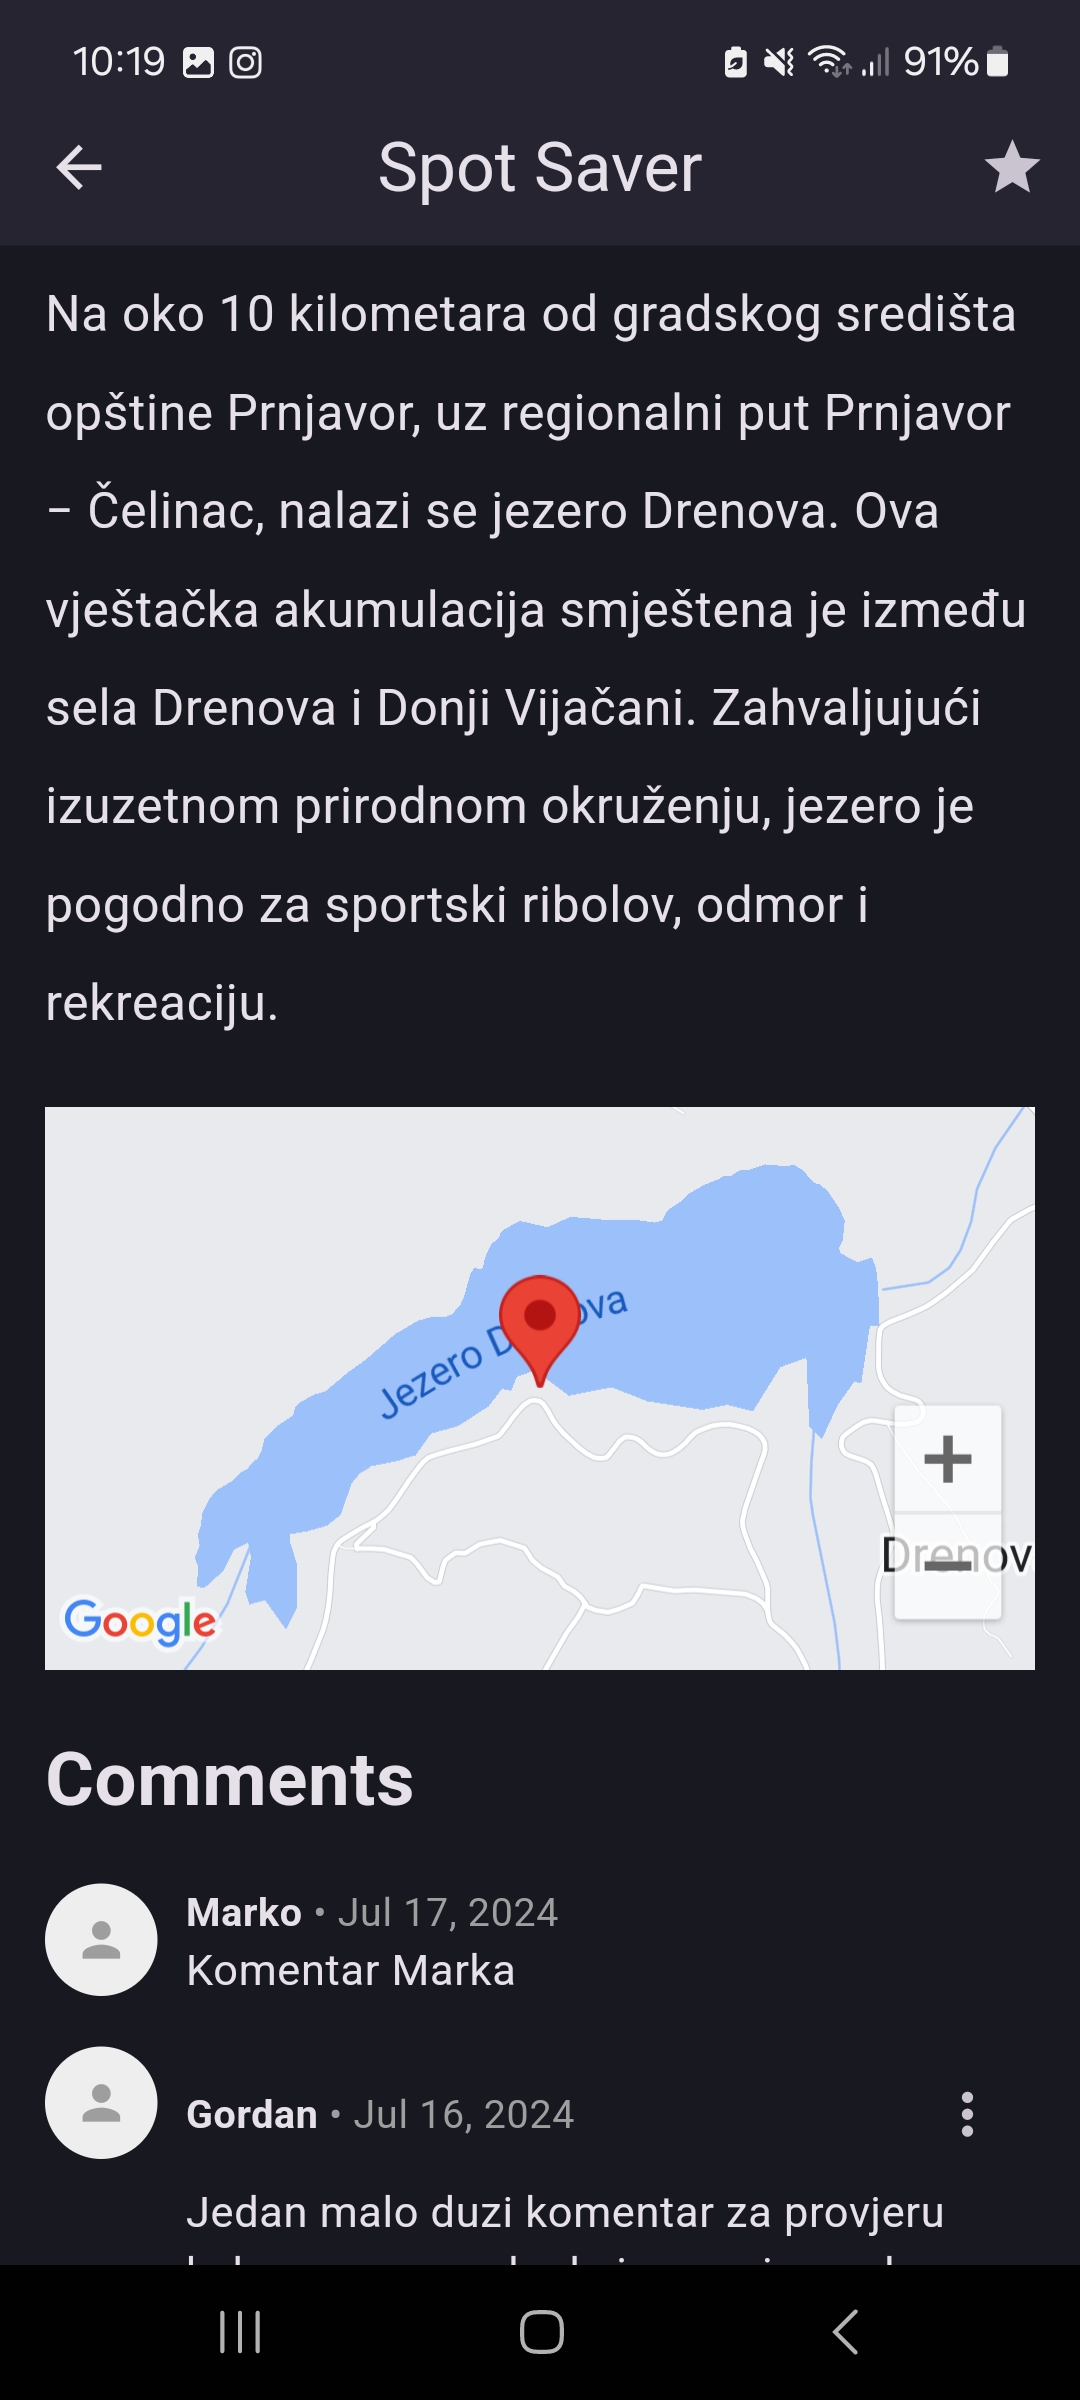 10:19 91%
Spot Saver
Na oko 10 kilometara od gradskog središta
opštine Prnjavor, uz regionalni put Prnjavor
– Čelinac, nalazi se jezero Drenova. Ova
vještačka akumulacija smještena je između
sela Drenova i Donji Vijačani. Zahvaljujući
izuzetnom prirodnom okruženju, jezero je
pogodno za sportski ribolov, odmor i
rekreaciju.
Jezero D ova
Drenov
Google
Comments
Marko • Jul 17, 2024
Komentar Marka
Gordan • Jul 16, 2024
Jedan malo duzi komentar za provjeru